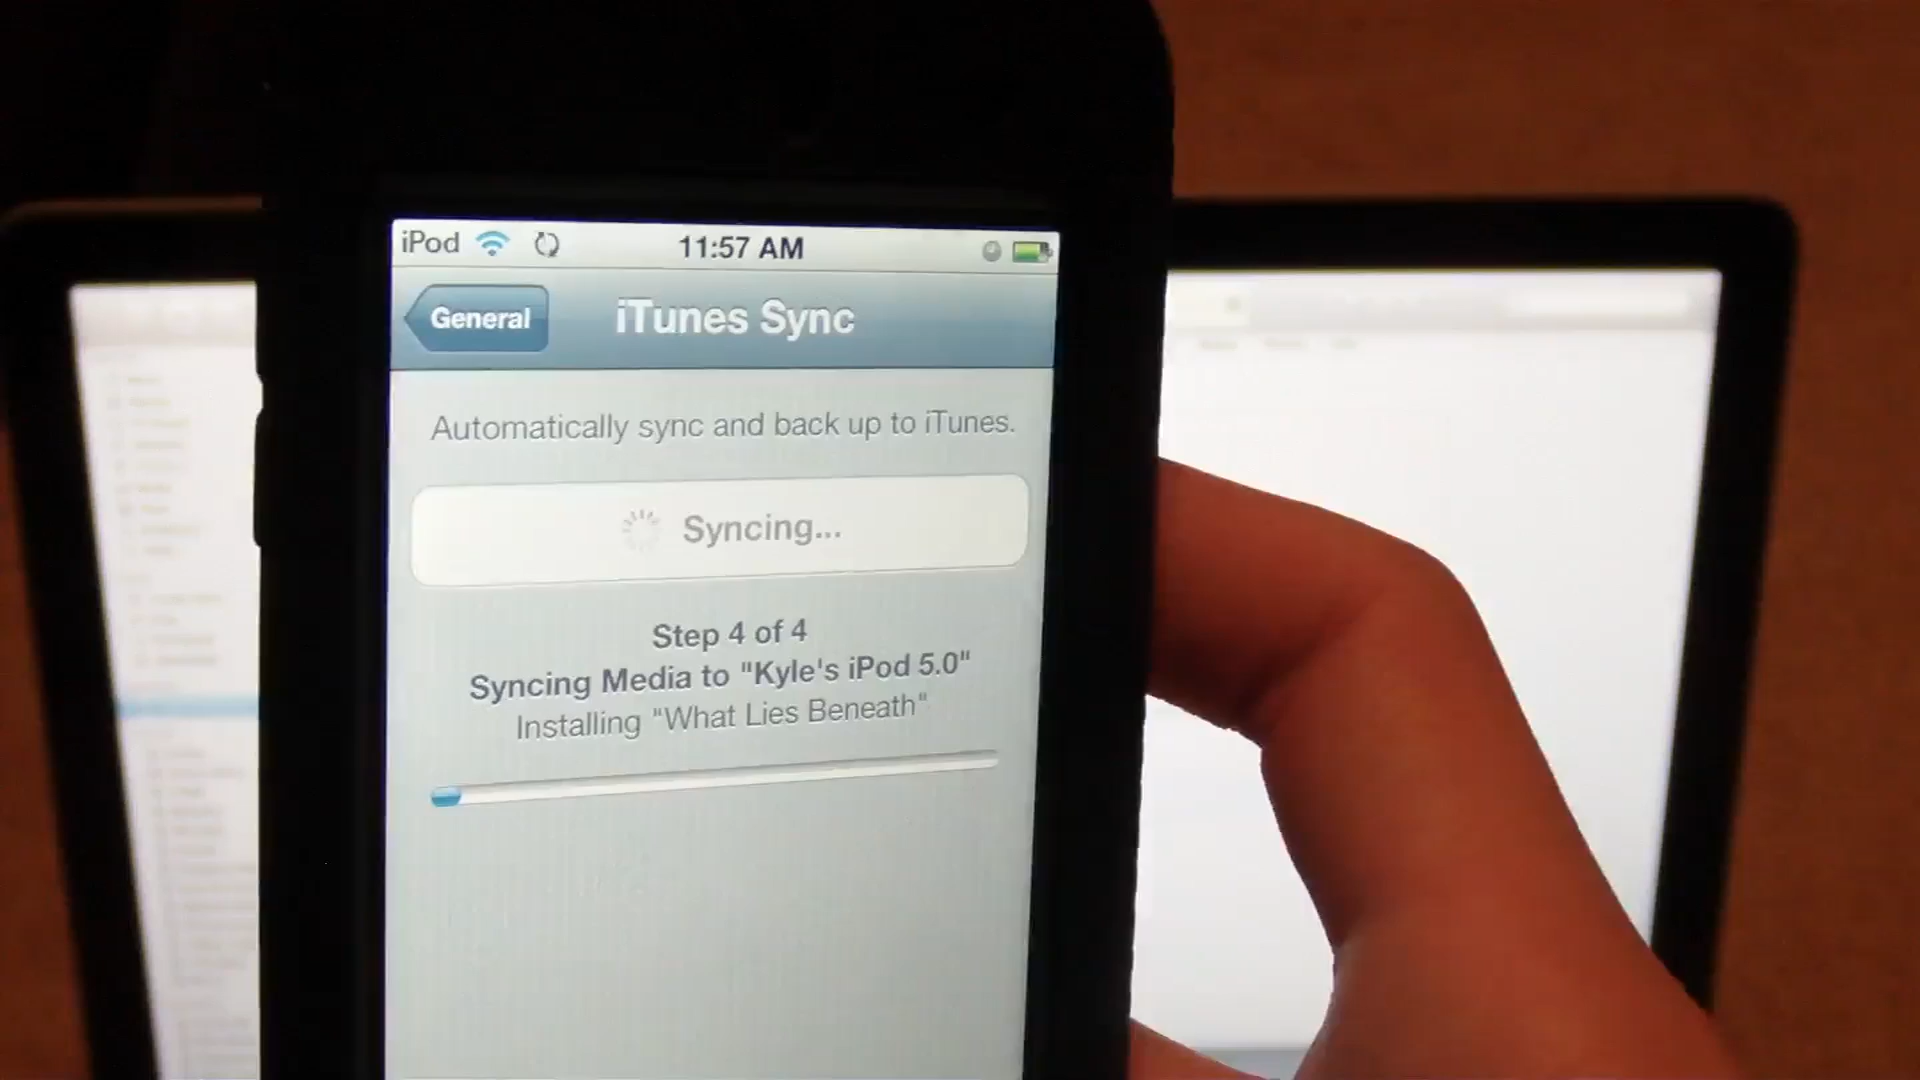 iPod 11:57 AM
General
iTunes Sync
Automatically sync and back up to iTunes.
Syncing...
Step 4 of 4
Syncing Media to "Kyle's iPod 5.0"
Installing "What Lies Beneath"